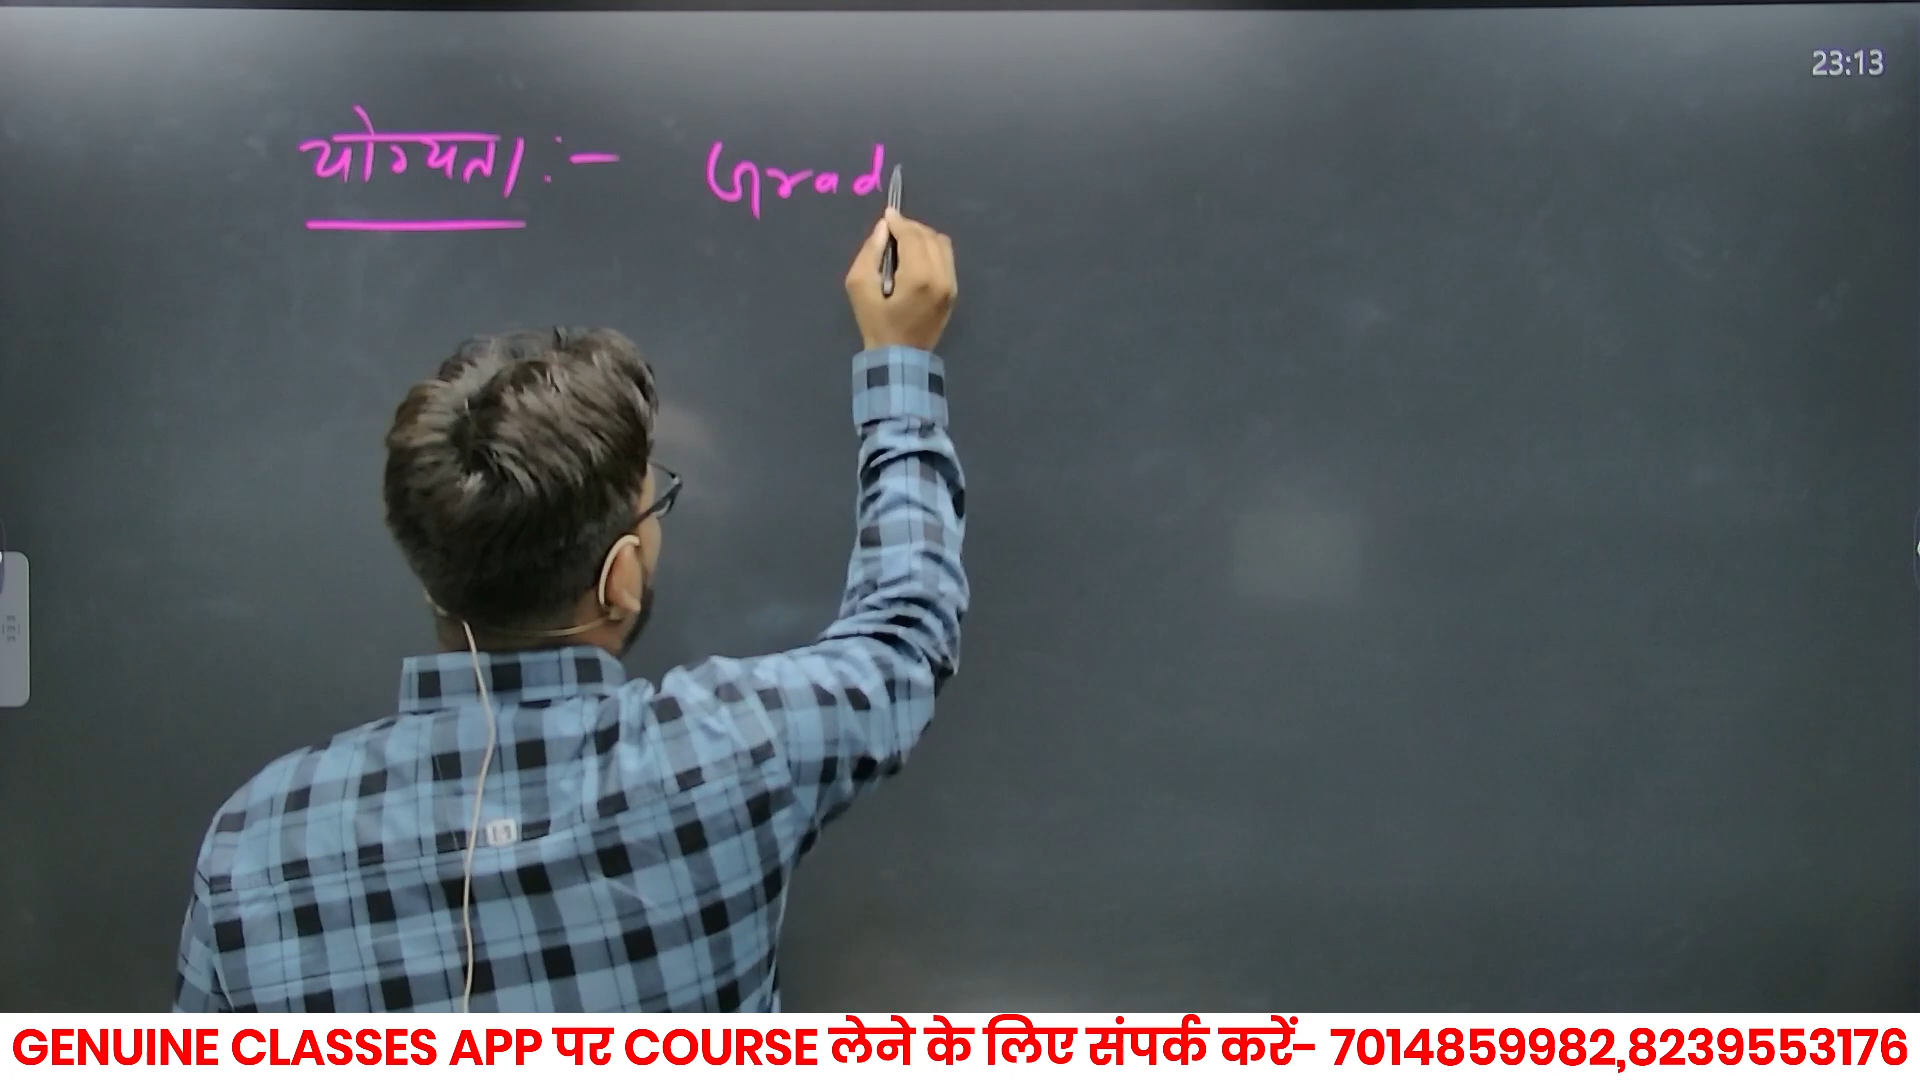 23:13
योग्यता :- Grad
GENUINE CLASSES APP पर COURSE लेने के लिए संपर्क करें- 7014859982,8239553176